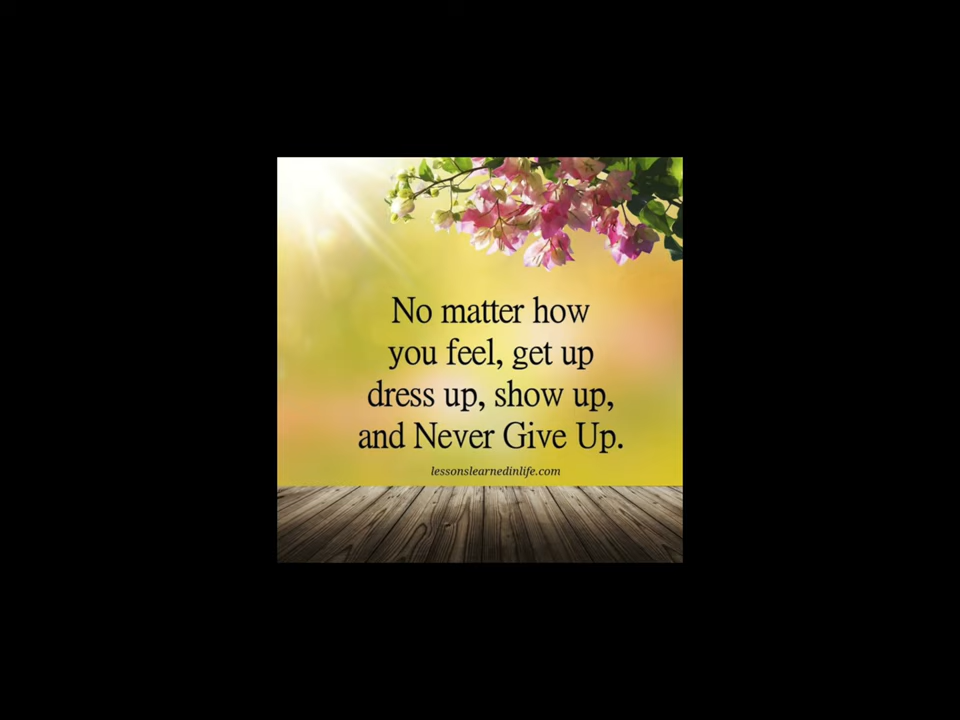 No matter how
you feel, get up
dress up, show up,
and Never Give Up.
lessonslearnedinlife.com